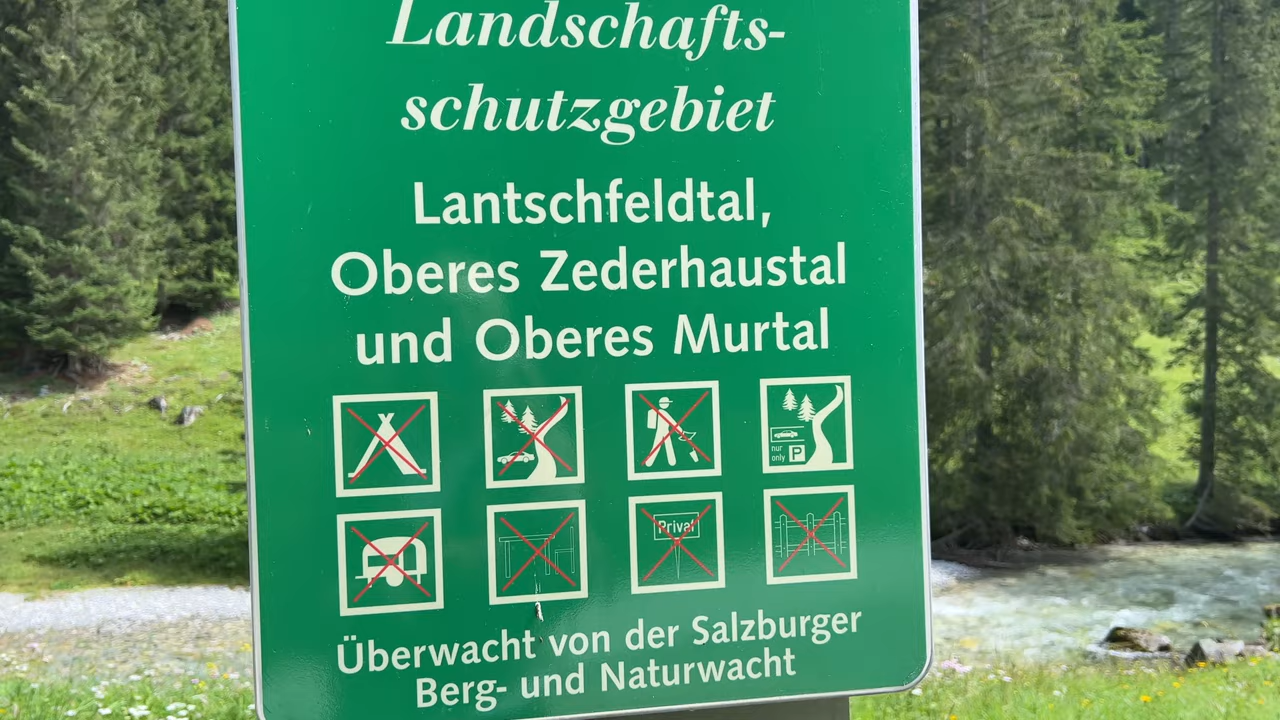 Landschafts-
schutzgebiet
Lantschfeldtal,
Oberes Zederhaustal
und Oberes Murtal
nur
only P
Privat
Überwacht von der Salzburger
Berg- und Naturwacht